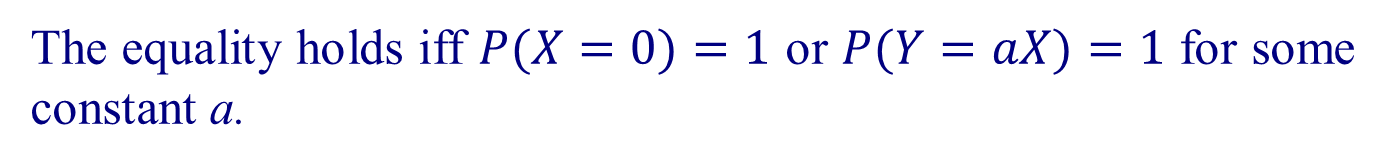 The equality holds iff P(X = 0) = 1 or P(Y = aX) = 1 for some
constant a.